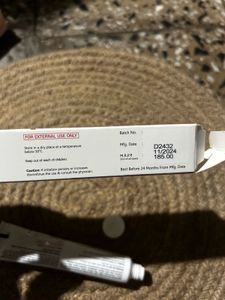 FOR EXTERNAL USE ONLY
Store in a dry place at a temperature
below 30°C.
Keep out of reach of children.
Caution: If irritation persists or increases
discontinue the use & consult the physician.
Batch No.
Mfg. Date
M.R.P. ₹
Best Before 24 Months From Mfg. Date
D2432
11/2024
185.00